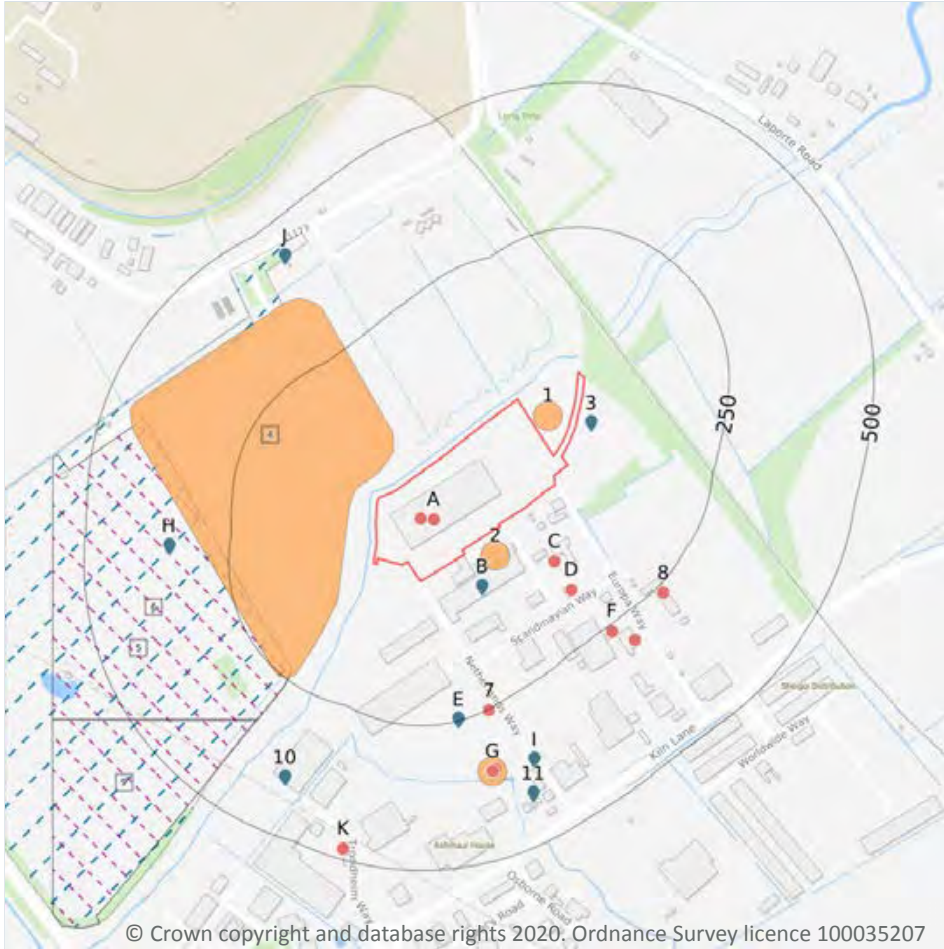 Laporte Road
J
1
3
250
500
4
A
H
2
C
B
D
8
Europa Way
Scandinavian Way
F
5
E
7
Netherlands Way
Kiln Lane
Worldwide Way
10
G
I
11
K
Trondheim Way
Osborne Road
© Crown copyright and database rights 2020. Ordnance Survey licence 100035207